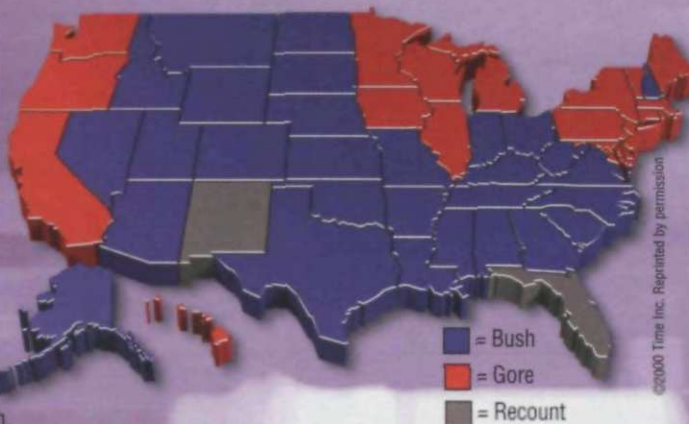 = Bush
= Gore
= Recount
©2000 Time Inc. Reprinted by permission